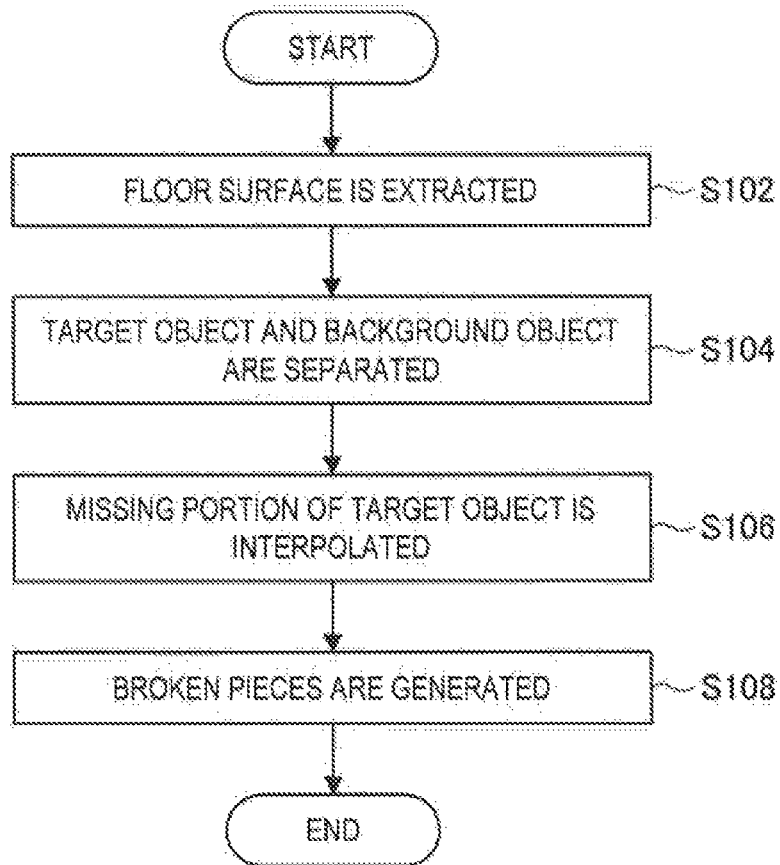 START
FLOOR SURFACE IS EXTRACTED
S102
TARGET OBJECT AND BACKGROUND OBJECT
ARE SEPARATED
S104
MISSING PORTION OF TARGET OBJECT IS
INTERPOLATED
S106
BROKEN PIECES ARE GENERATED
S108
END